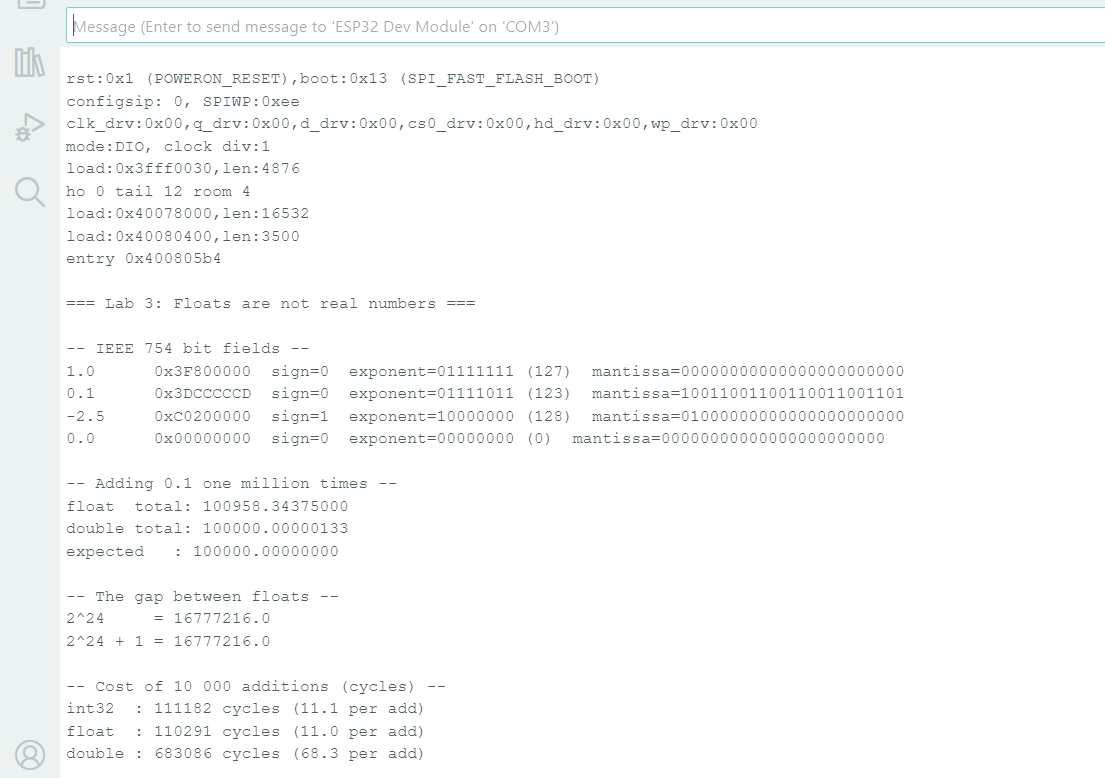 Message (Enter to send message to 'ESP32 Dev Module' on 'COM3')
rst:0x1 (POWERON_RESET),boot:0x13 (SPI_FAST_FLASH_BOOT)
configsip: 0, SPIWP:0xee
clk_drv:0x00,q_drv:0x00,d_drv:0x00,cs0_drv:0x00,hd_drv:0x00,wp_drv:0x00
mode:DIO, clock div:1
load:0x3fff0030,len:4876
ho 0 tail 12 room 4
load:0x40078000,len:16532
load:0x40080400,len:3500
entry 0x400805b4
=== Lab 3: Floats are not real numbers ===
-- IEEE 754 bit fields --
1.0      0x3F800000  sign=0  exponent=01111111 (127)  mantissa=00000000000000000000000
0.1      0x3DCCCCCD  sign=0  exponent=01111011 (123)  mantissa=10011001100110011001101
-2.5     0xC0200000  sign=1  exponent=10000000 (128)  mantissa=01000000000000000000000
0.0      0x00000000  sign=0  exponent=00000000 (0)  mantissa=00000000000000000000000
-- Adding 0.1 one million times --
float  total: 100958.34375000
double total: 100000.00000133
expected   : 100000.00000000
-- The gap between floats --
2^24     = 16777216.0
2^24 + 1 = 16777216.0
-- Cost of 10 000 additions (cycles) --
int32  : 111182 cycles (11.1 per add)
float  : 110291 cycles (11.0 per add)
double : 683086 cycles (68.3 per add)